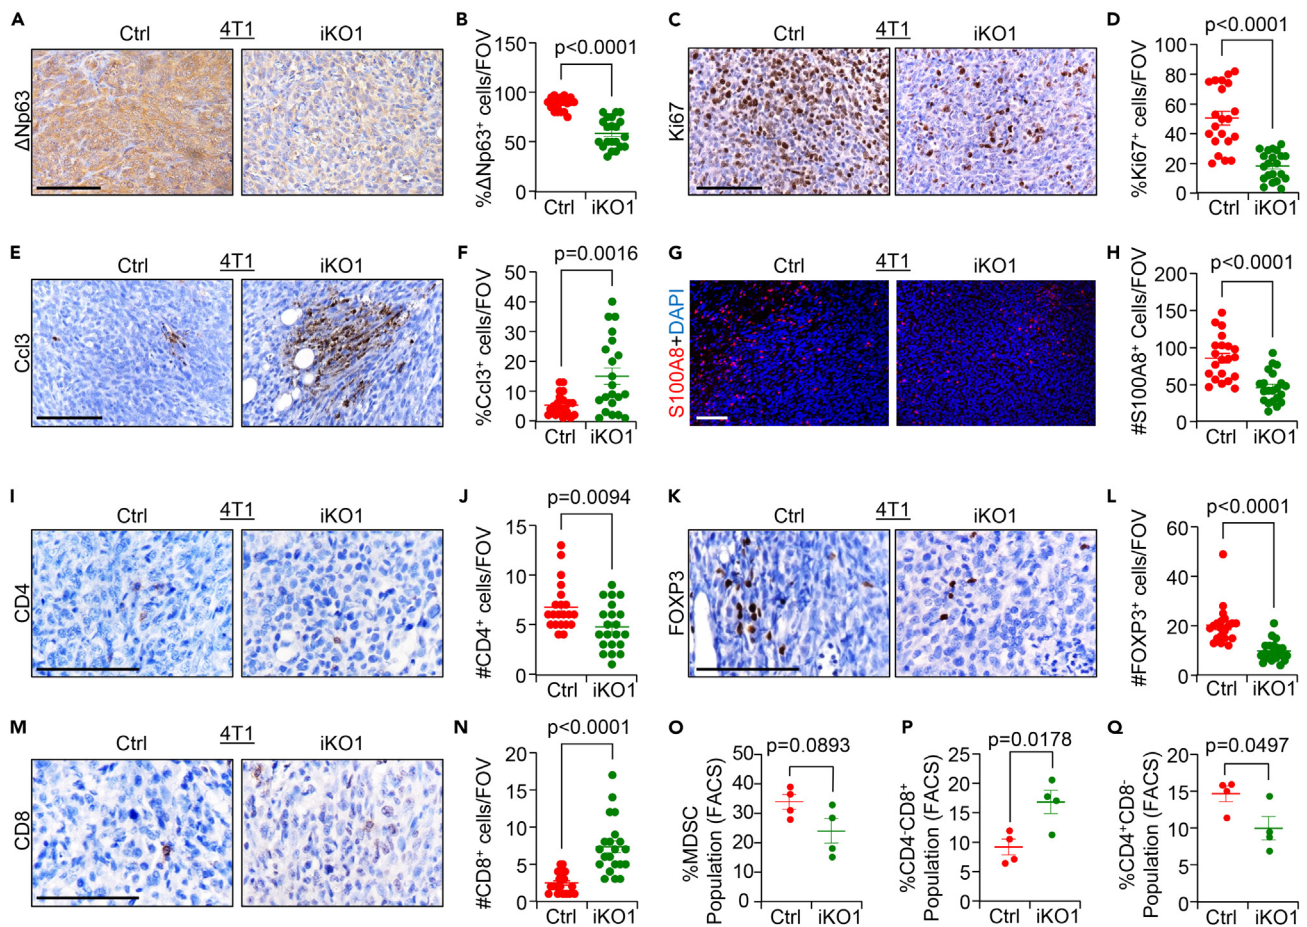 A Ctrl 4T1 iKO1
ΔNp63
B p<0.0001
%ΔNp63⁺ cells/FOV
150
100
50
0
Ctrl iKO1
C Ctrl 4T1 iKO1
Ki67
D p<0.0001
%Ki67⁺ cells/FOV
100
80
60
40
20
0
Ctrl iKO1
E Ctrl 4T1 iKO1
Ccl3
F p=0.0016
%Ccl3⁺ cells/FOV
50
40
30
20
10
0
Ctrl iKO1
G Ctrl 4T1 iKO1
S100A8+DAPI
H p<0.0001
#S100A8⁺ Cells/FOV
200
150
100
50
0
Ctrl iKO1
I Ctrl 4T1 iKO1
CD4
J p=0.0094
#CD4⁺ cells/FOV
15
10
5
0
Ctrl iKO1
K Ctrl 4T1 iKO1
FOXP3
L p<0.0001
#FOXP3⁺ cells/FOV
60
40
20
0
Ctrl iKO1
M Ctrl 4T1 iKO1
CD8
N p<0.0001
#CD8⁺ cells/FOV
20
15
10
5
0
Ctrl iKO1
O p=0.0893
%MDSC
Population (FACS)
50
40
30
20
10
0
Ctrl iKO1
P p=0.0178
%CD4⁻CD8⁺
Population (FACS)
25
20
15
10
5
0
Ctrl iKO1
Q p=0.0497
%CD4⁺CD8⁻
Population (FACS)
20
15
10
5
0
Ctrl iKO1